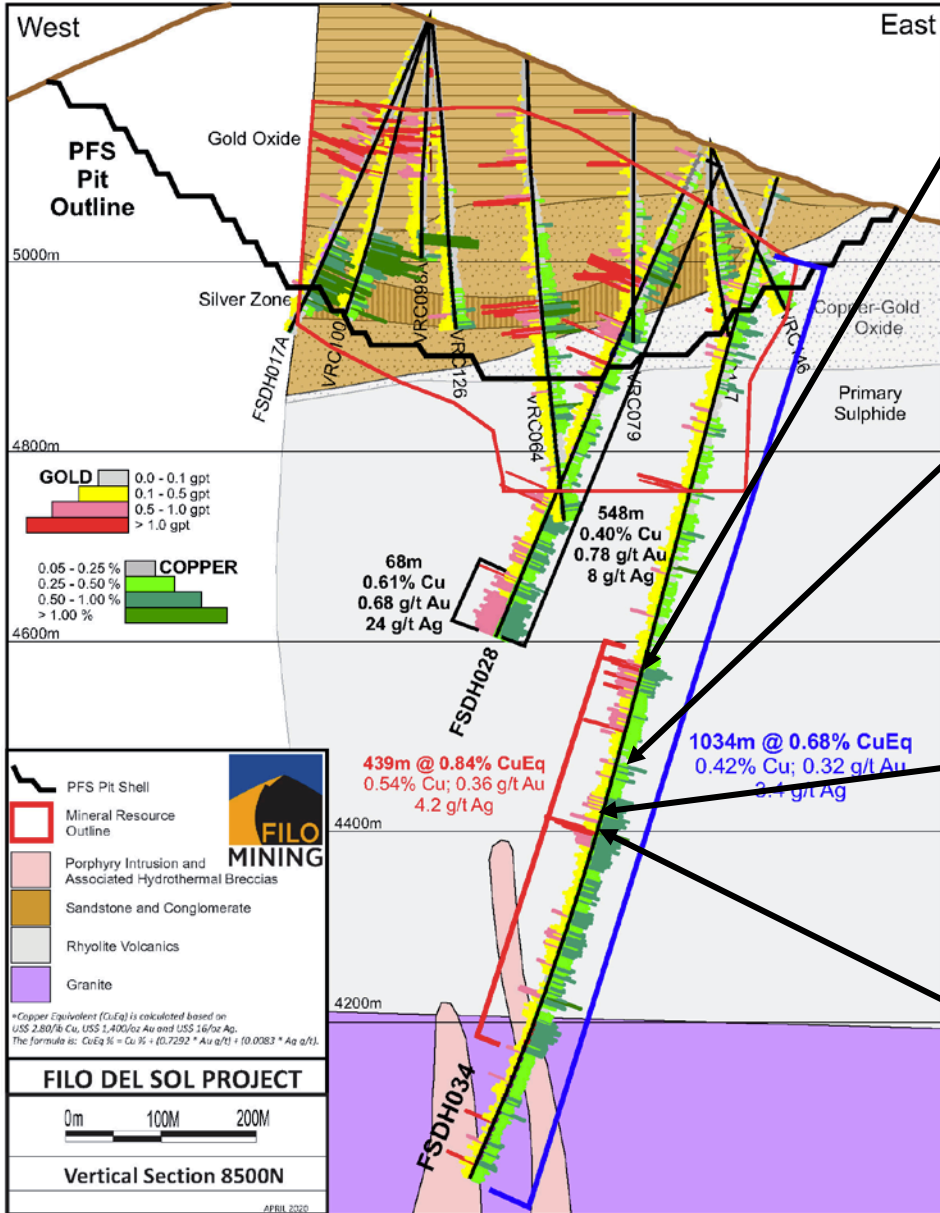 West
East
Gold Oxide
PFS
Pit
Outline
5000m
Silver Zone
Copper-Gold
Oxide
FSDH017A
VRC100
VRC098A
VRC126
VRC064
VRC079
VRC146
Primary
Sulphide
4800m
GOLD
0.0 - 0.1 gpt
0.1 - 0.5 gpt
0.5 - 1.0 gpt
> 1.0 gpt
COPPER
0.05 - 0.25 %
0.25 - 0.50 %
0.50 - 1.00 %
> 1.00 %
548m
0.40% Cu
0.78 g/t Au
8 g/t Ag
68m
0.61% Cu
0.68 g/t Au
24 g/t Ag
4600m
FSDH028
439m @ 0.84% CuEq
0.54% Cu; 0.36 g/t Au
4.2 g/t Ag
1034m @ 0.68% CuEq
0.42% Cu; 0.32 g/t Au
3.4 g/t Ag
4400m
4200m
FSDH034
PFS Pit Shell
Mineral Resource
Outline
FILO
MINING
Porphyry Intrusion and
Associated Hydrothermal Breccias
Sandstone and Conglomerate
Rhyolite Volcanics
Granite
*Copper Equivalent (CuEq) is calculated based on
US$ 2.80/lb Cu, US$ 1,400/oz Au and US$ 16/oz Ag.
The formula is: CuEq % = Cu % + (0.7292 * Au g/t) + (0.0083 * Ag g/t).
FILO DEL SOL PROJECT
0m 100M 200M
Vertical Section 8500N
APRIL 2020